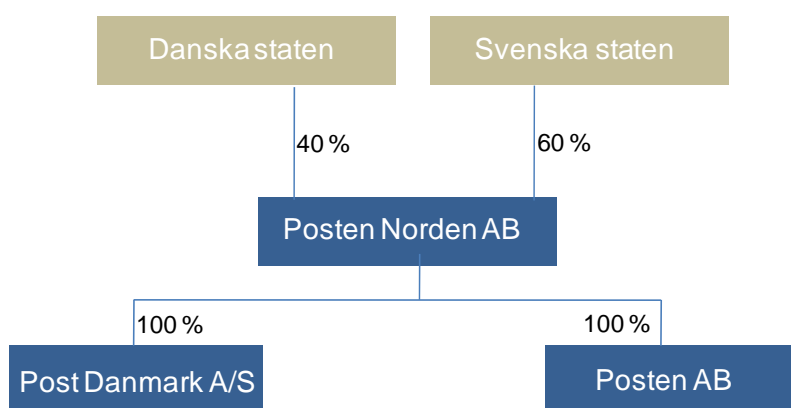 Danska staten
Svenska staten
40 %
60 %
Posten Norden AB
100 %
100 %
Post Danmark A/S
Posten AB